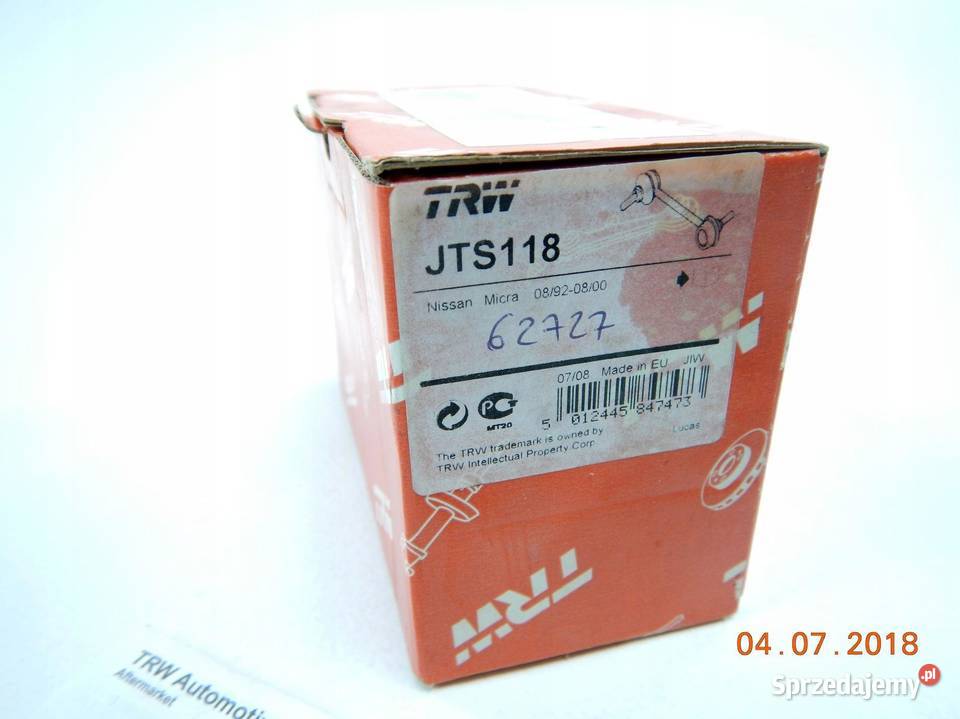 TRW
JTS118
Nissan Micra 08/92-08/00
62727
07/08 Made in EU JIW
PCT
MT20
5 012445 847473
The TRW trademark is owned by Lucas
TRW Intellectual Property Corp.
TRW
TRW Automotiv
Aftermarket
04.07.2018
Sprzedajemy.pl